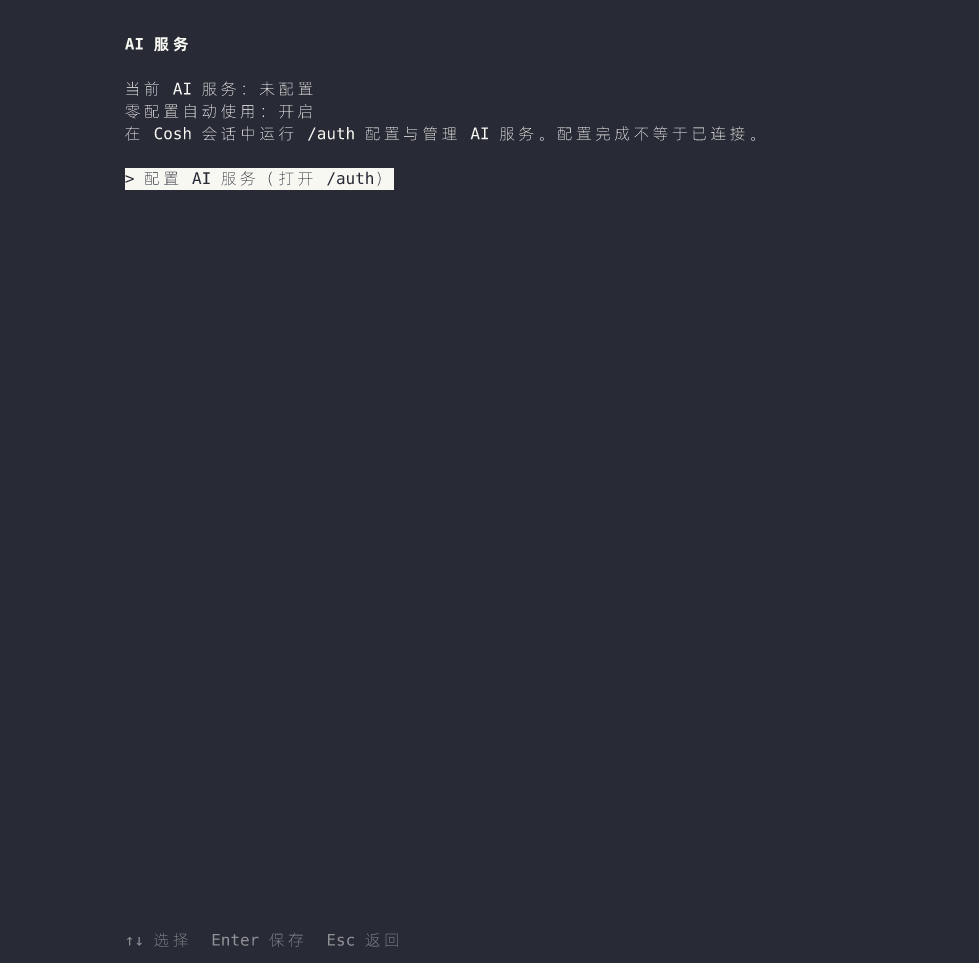 AI 服务
当前 AI 服务：未配置
零配置自动使用：开启
在 Cosh 会话中运行 /auth 配置与管理 AI 服务。配置完成不等于已连接。
> 配置 AI 服务（打开 /auth）
↑↓ 选择  Enter 保存  Esc 返回